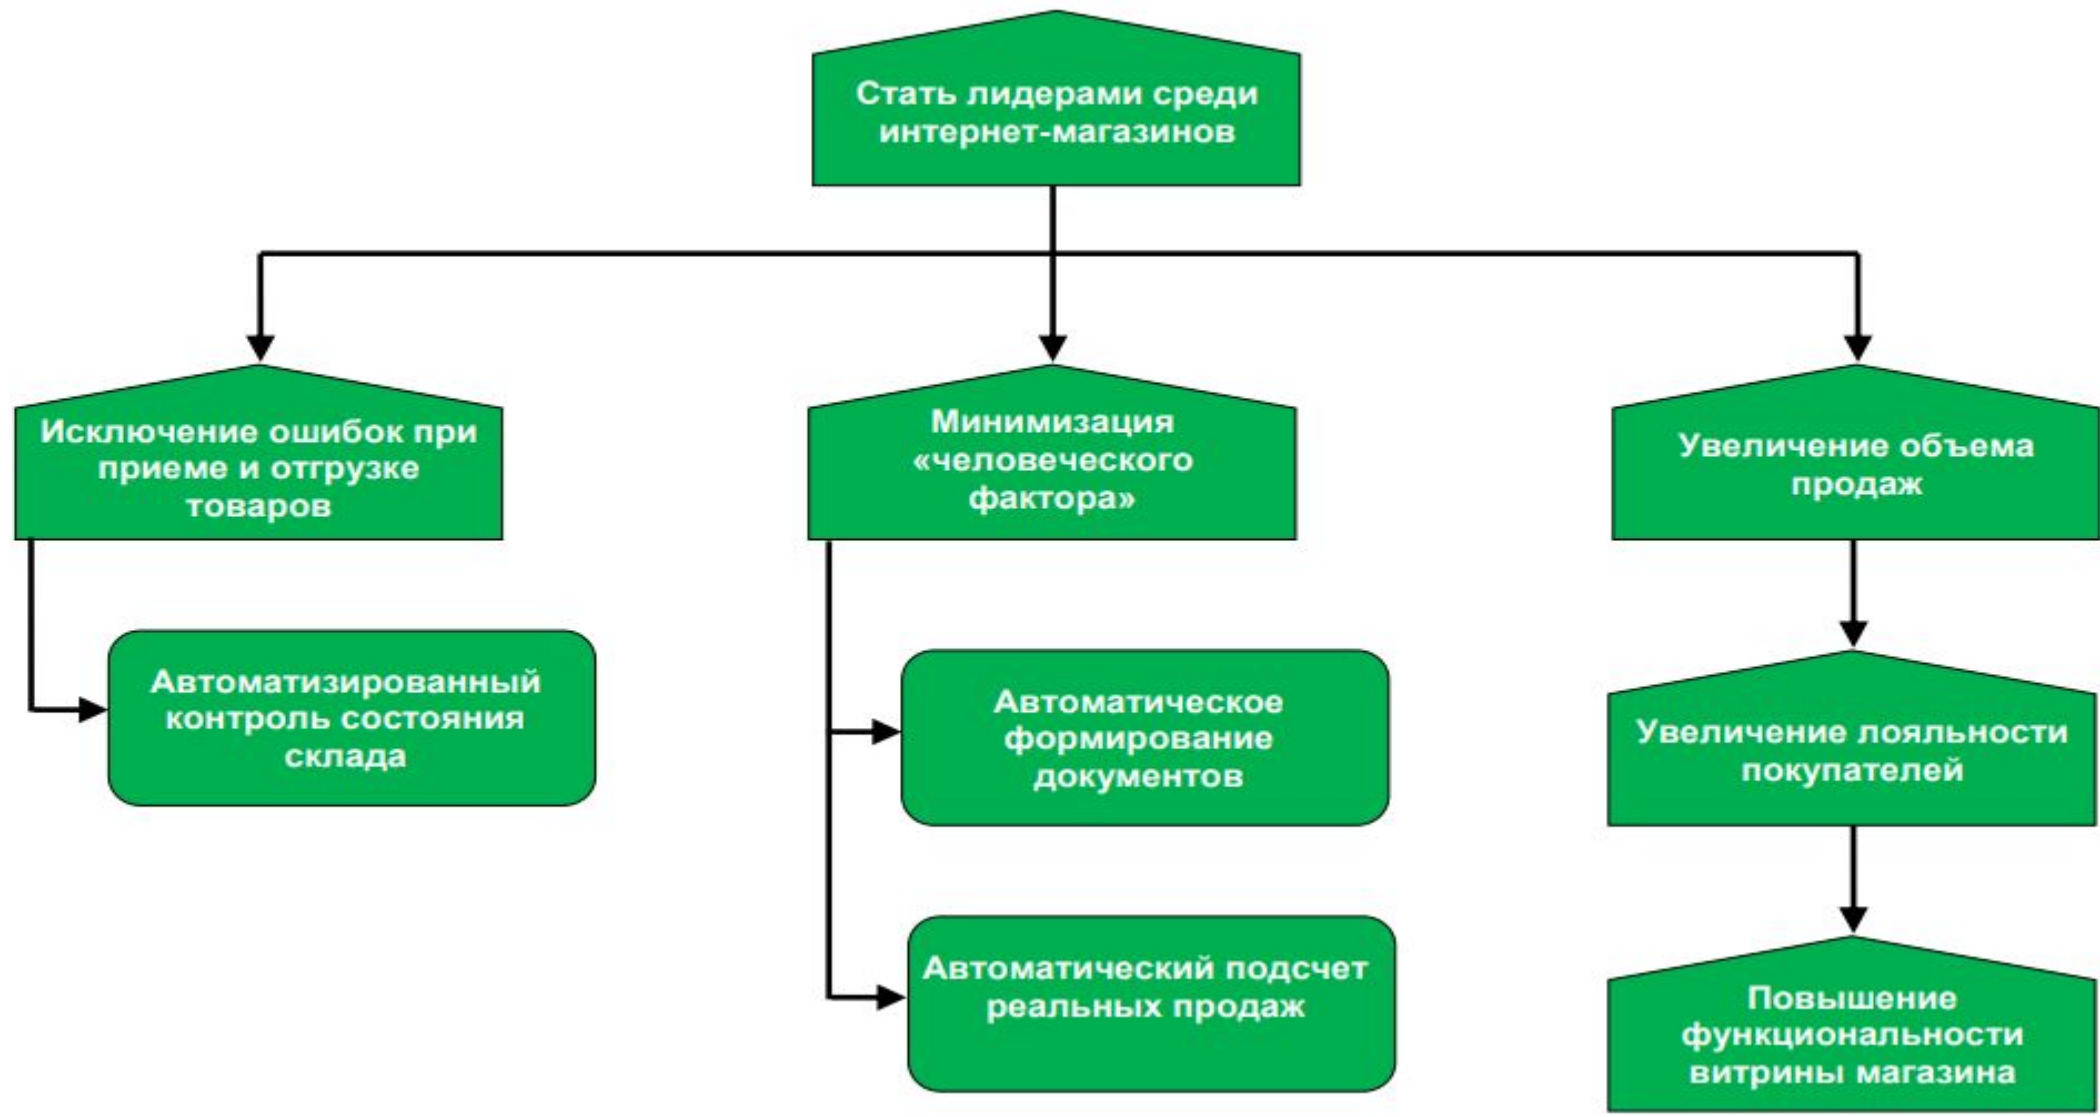 Стать лидерами среди
интернет-магазинов
Исключение ошибок при
приеме и отгрузке
товаров
Минимизация
«человеческого
фактора»
Увеличение объема
продаж
Автоматизированный
контроль состояния
склада
Автоматическое
формирование
документов
Увеличение лояльности
покупателей
Автоматический подсчет
реальных продаж
Повышение
функциональности
витрины магазина